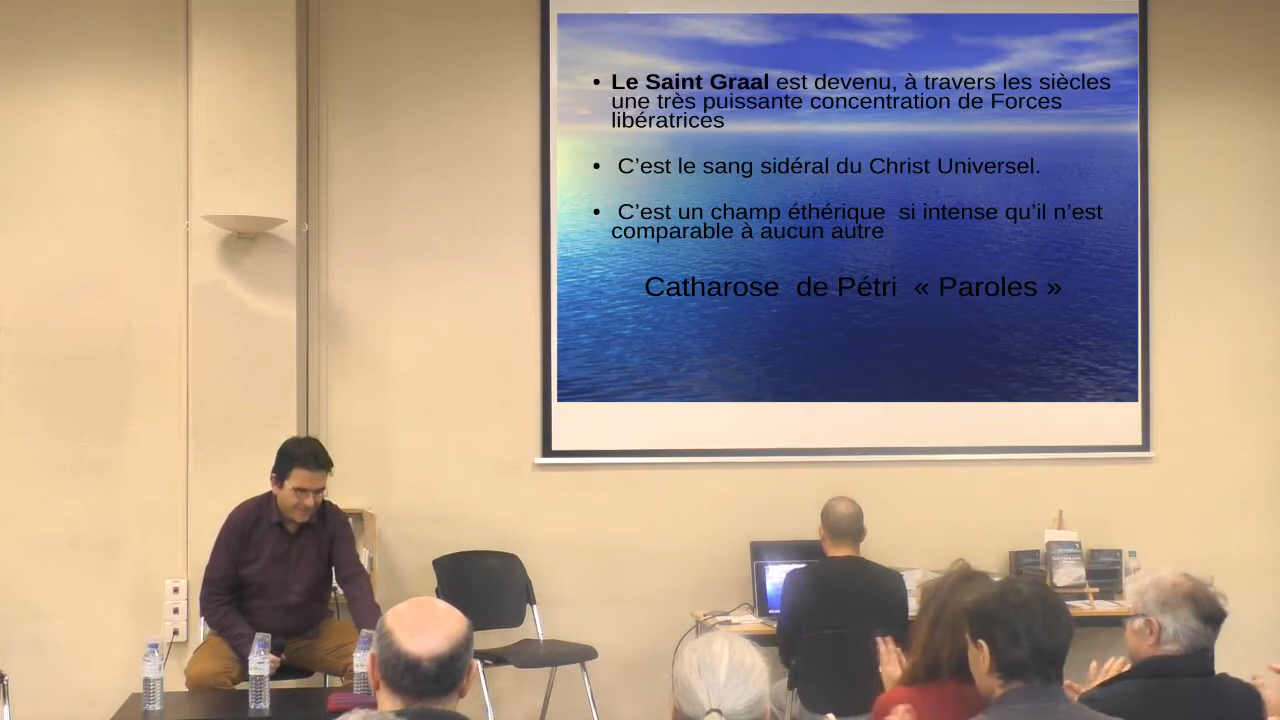 • Le Saint Graal est devenu, à travers les siècles
une très puissante concentration de Forces
libératrices
• C’est le sang sidéral du Christ Universel.
• C’est un champ éthérique si intense qu’il n’est
comparable à aucun autre
Catharose de Pétri « Paroles »